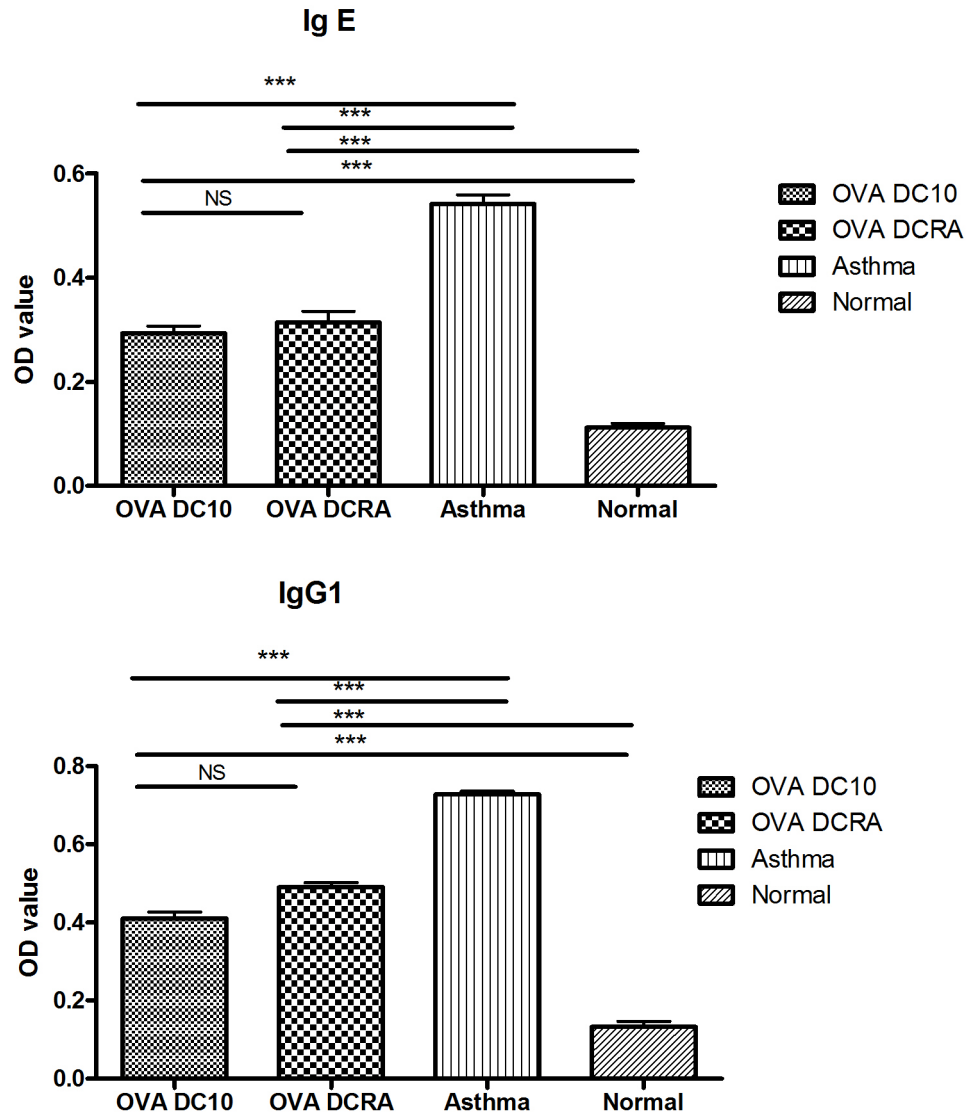 Ig E
***
***
***
***
NS
0.6
0.4
0.2
0.0
OD value
OVA DC10
OVA DCRA
Asthma
Normal
OVA DC10
OVA DCRA
Asthma
Normal
IgG1
***
***
***
***
NS
0.8
0.6
0.4
0.2
0.0
OD value
OVA DC10
OVA DCRA
Asthma
Normal
OVA DC10
OVA DCRA
Asthma
Normal